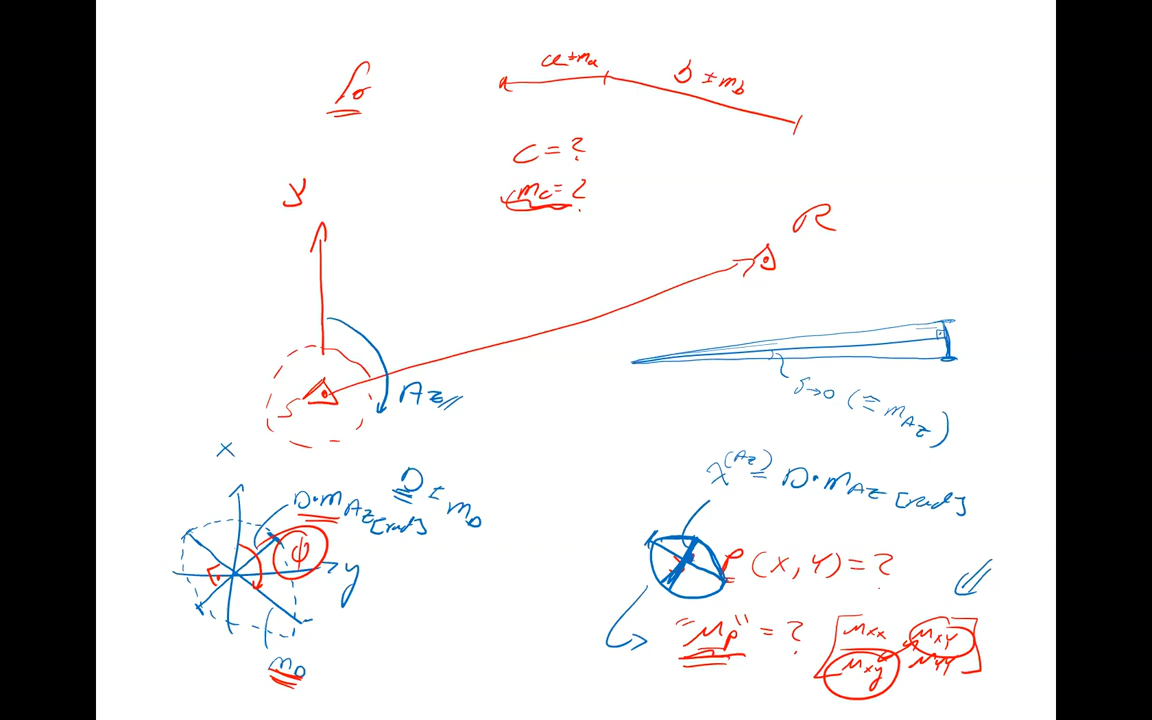 a ± ma
b ± mb
C = ?
mc = ?
y
R
S
Az
δ→0 (≅ mAz)
x
D·mAz[rad]
D ± mD
ψ
y
mD
λ(Az) = D·mAz [rad]
P (X, Y) = ?
"MP" = ? [Mxx Mxy
Mxy MYY]